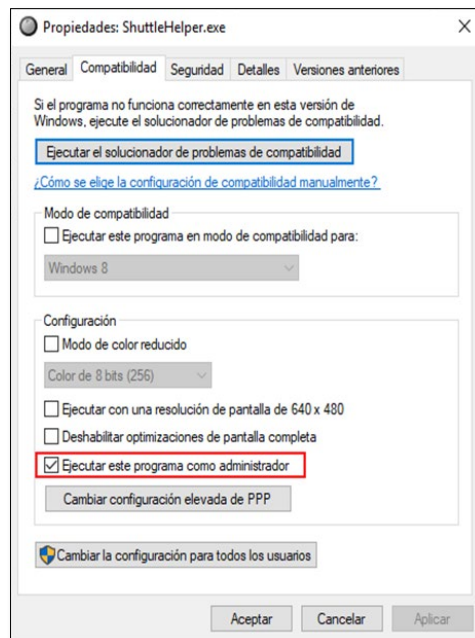 Propiedades: ShuttleHelper.exe
General Compatibilidad Seguridad Detalles Versiones anteriores
Si el programa no funciona correctamente en esta versión de
Windows, ejecute el solucionador de problemas de compatibilidad.
Ejecutar el solucionador de problemas de compatibilidad
¿Cómo se elige la configuración de compatibilidad manualmente?
Modo de compatibilidad
Ejecutar este programa en modo de compatibilidad para:
Windows 8
Configuración
Modo de color reducido
Color de 8 bits (256)
Ejecutar con una resolución de pantalla de 640 x 480
Deshabilitar optimizaciones de pantalla completa
Ejecutar este programa como administrador
Cambiar configuración elevada de PPP
Cambiar la configuración para todos los usuarios
Aceptar Cancelar Aplicar